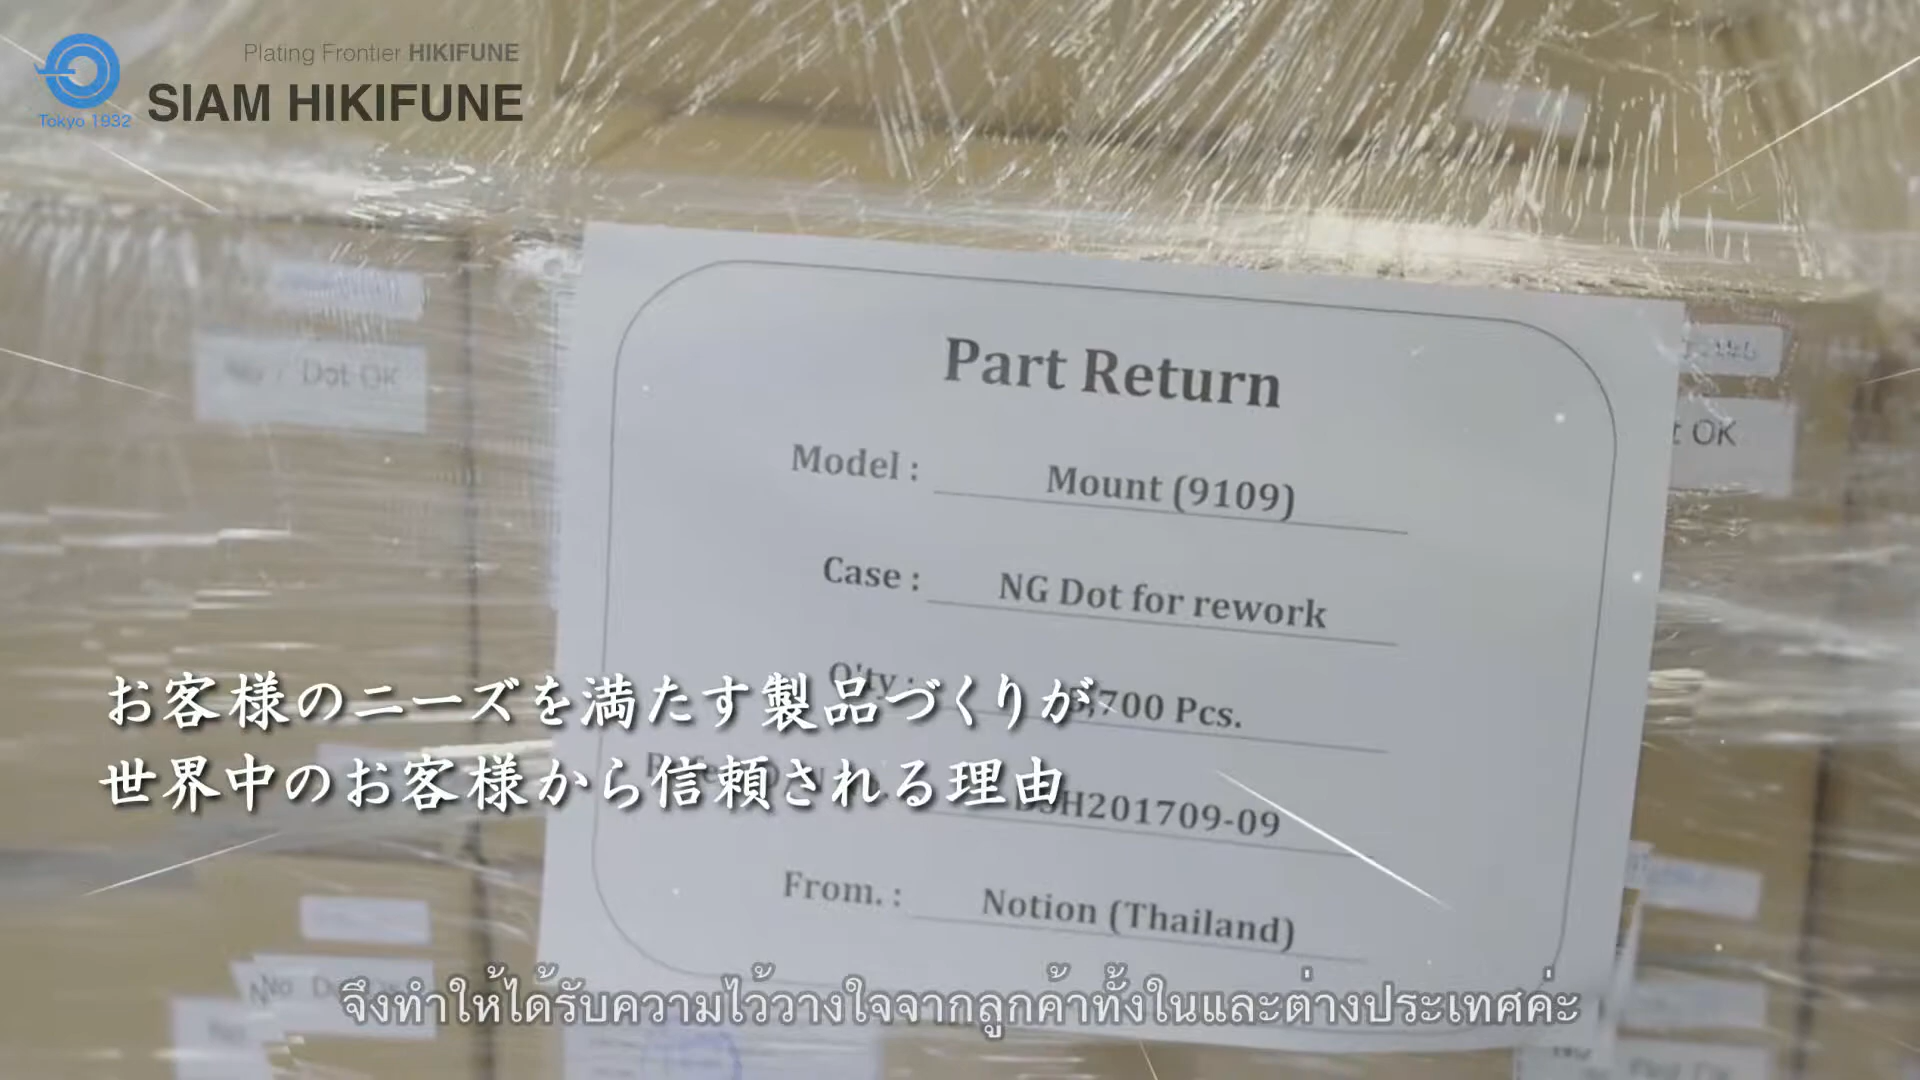 Plating Frontier HIKIFUNE
SIAM HIKIFUNE
Tokyo 1932
Dot OK
OK
Part Return
Model : Mount (9109)
Case : NG Dot for rework
Q'ty : ,700 Pcs.
お客様のニーズを満たす製品づくりが、
世界中のお客様から信頼される理由
SH201709-09
From. : Notion (Thailand)
No
จึงทำให้ได้รับความไว้วางใจจากลูกค้าทั้งในและต่างประเทศค่ะ